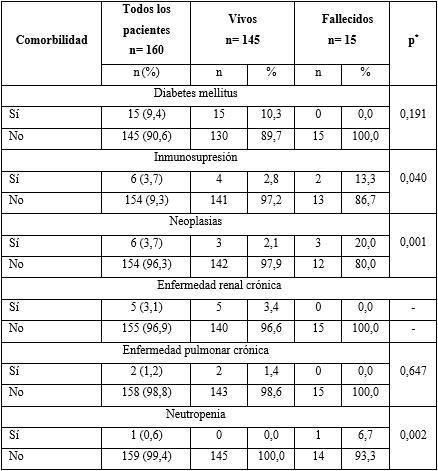 Comorbilidad Todos los pacientes n= 160 Vivos n= 145 Fallecidos n= 15 p*
n (%) n % n %
Diabetes mellitus
Sí 15 (9,4) 15 10,3 0 0,0 0,191
No 145 (90,6) 130 89,7 15 100,0
Inmunosupresión
Sí 6 (3,7) 4 2,8 2 13,3 0,040
No 154 (9,3) 141 97,2 13 86,7
Neoplasias
Sí 6 (3,7) 3 2,1 3 20,0 0,001
No 154 (96,3) 142 97,9 12 80,0
Enfermedad renal crónica
Sí 5 (3,1) 5 3,4 0 0,0 -
No 155 (96,9) 140 96,6 15 100,0 -
Enfermedad pulmonar crónica
Sí 2 (1,2) 2 1,4 0 0,0 0,647
No 158 (98,8) 143 98,6 15 100,0
Neutropenia
Sí 1 (0,6) 0 0,0 1 6,7 0,002
No 159 (99,4) 145 100,0 14 93,3